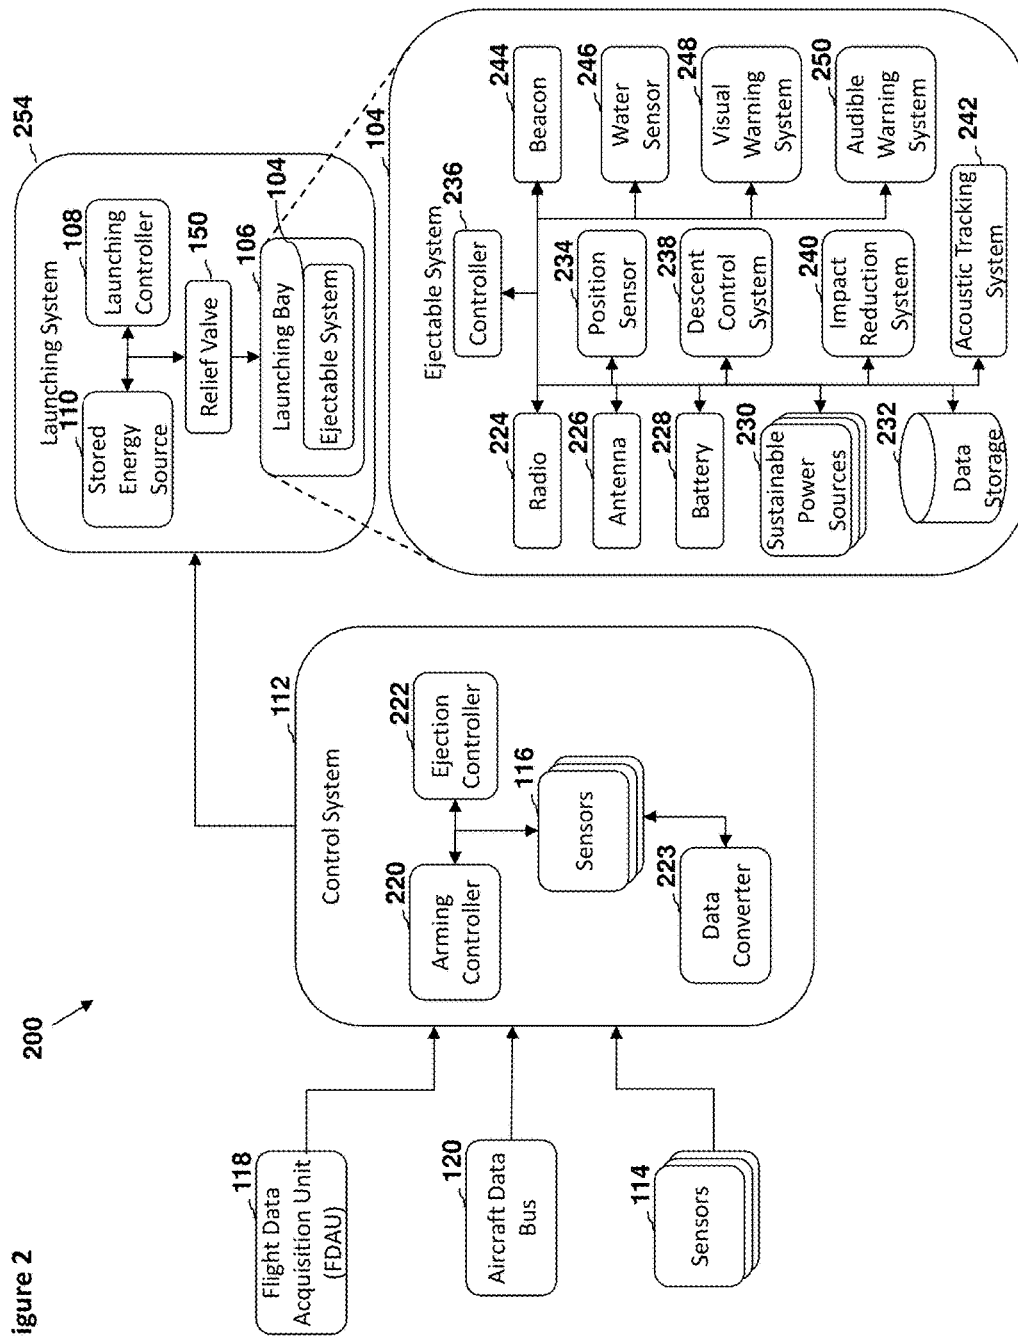 igure 2
200
118
Flight Data
Acquisition Unit
(FDAU)
120
Aircraft Data
Bus
114
Sensors
112
Control System
220
Arming
Controller
222
Ejection
Controller
116
Sensors
223
Data
Converter
254
Launching System
110
Stored
Energy
Source
108
Launching
Controller
150
Relief Valve
106
Launching Bay
104
Ejectable System
104
Ejectable System
236
Controller
224
Radio
226
Antenna
228
Battery
230
Sustainable
Power
Sources
232
Data
Storage
234
Position
Sensor
238
Descent
Control
System
240
Impact
Reduction
System
242
Acoustic Tracking
System
244
Beacon
246
Water
Sensor
248
Visual
Warning
System
250
Audible
Warning
System